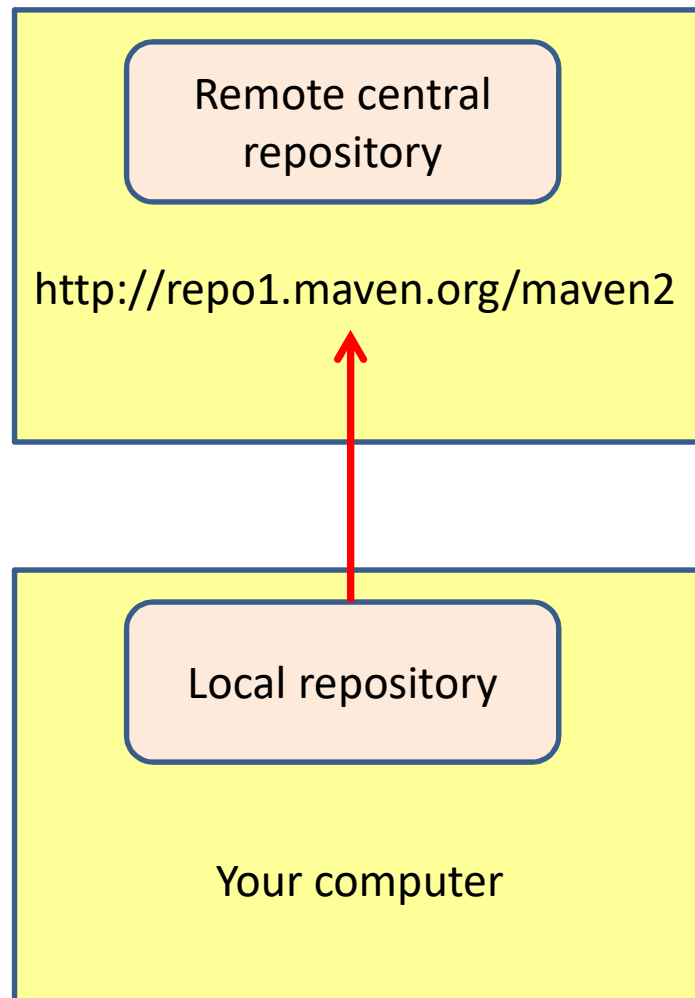 Remote central
repository
http://repo1.maven.org/maven2
Local repository
Your computer